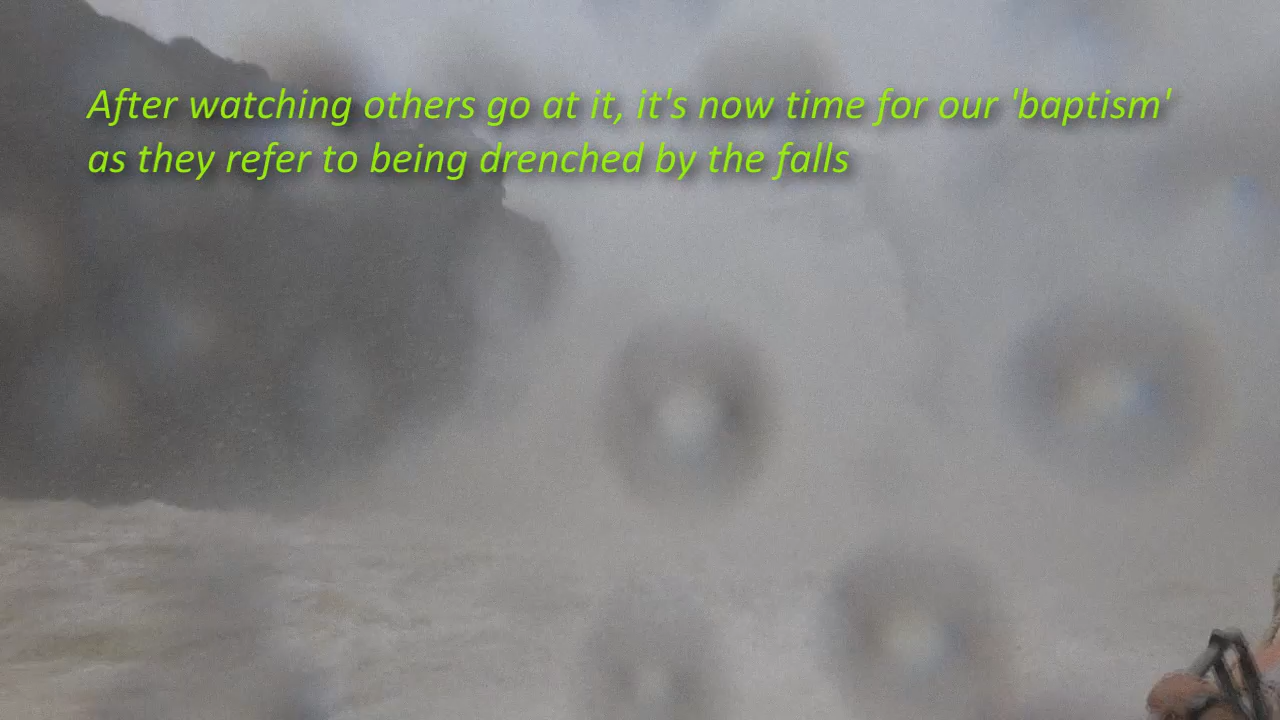 After watching others go at it, it's now time for our 'baptism'
as they refer to being drenched by the falls